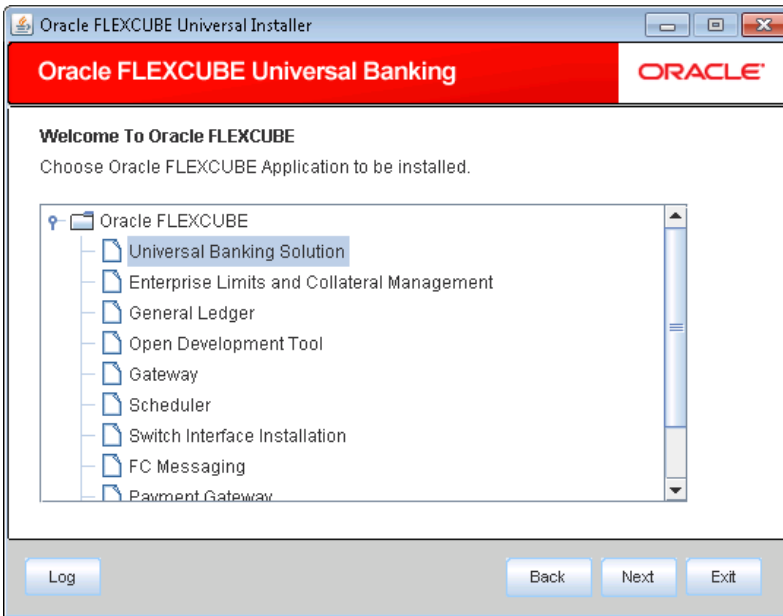 Oracle FLEXCUBE Universal Installer
Oracle FLEXCUBE Universal Banking
ORACLE
Welcome To Oracle FLEXCUBE
Choose Oracle FLEXCUBE Application to be installed.
Oracle FLEXCUBE
Universal Banking Solution
Enterprise Limits and Collateral Management
General Ledger
Open Development Tool
Gateway
Scheduler
Switch Interface Installation
FC Messaging
Payment Gateway
Log
Back
Next
Exit